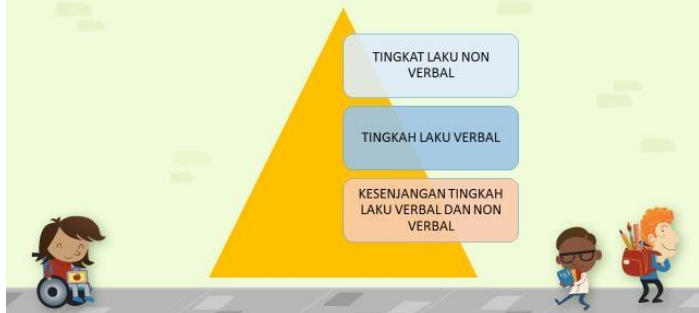 TINGKAT LAKU NON
VERBAL
TINGKAH LAKU VERBAL
KESENJANGAN TINGKAH
LAKU VERBAL DAN NON
VERBAL